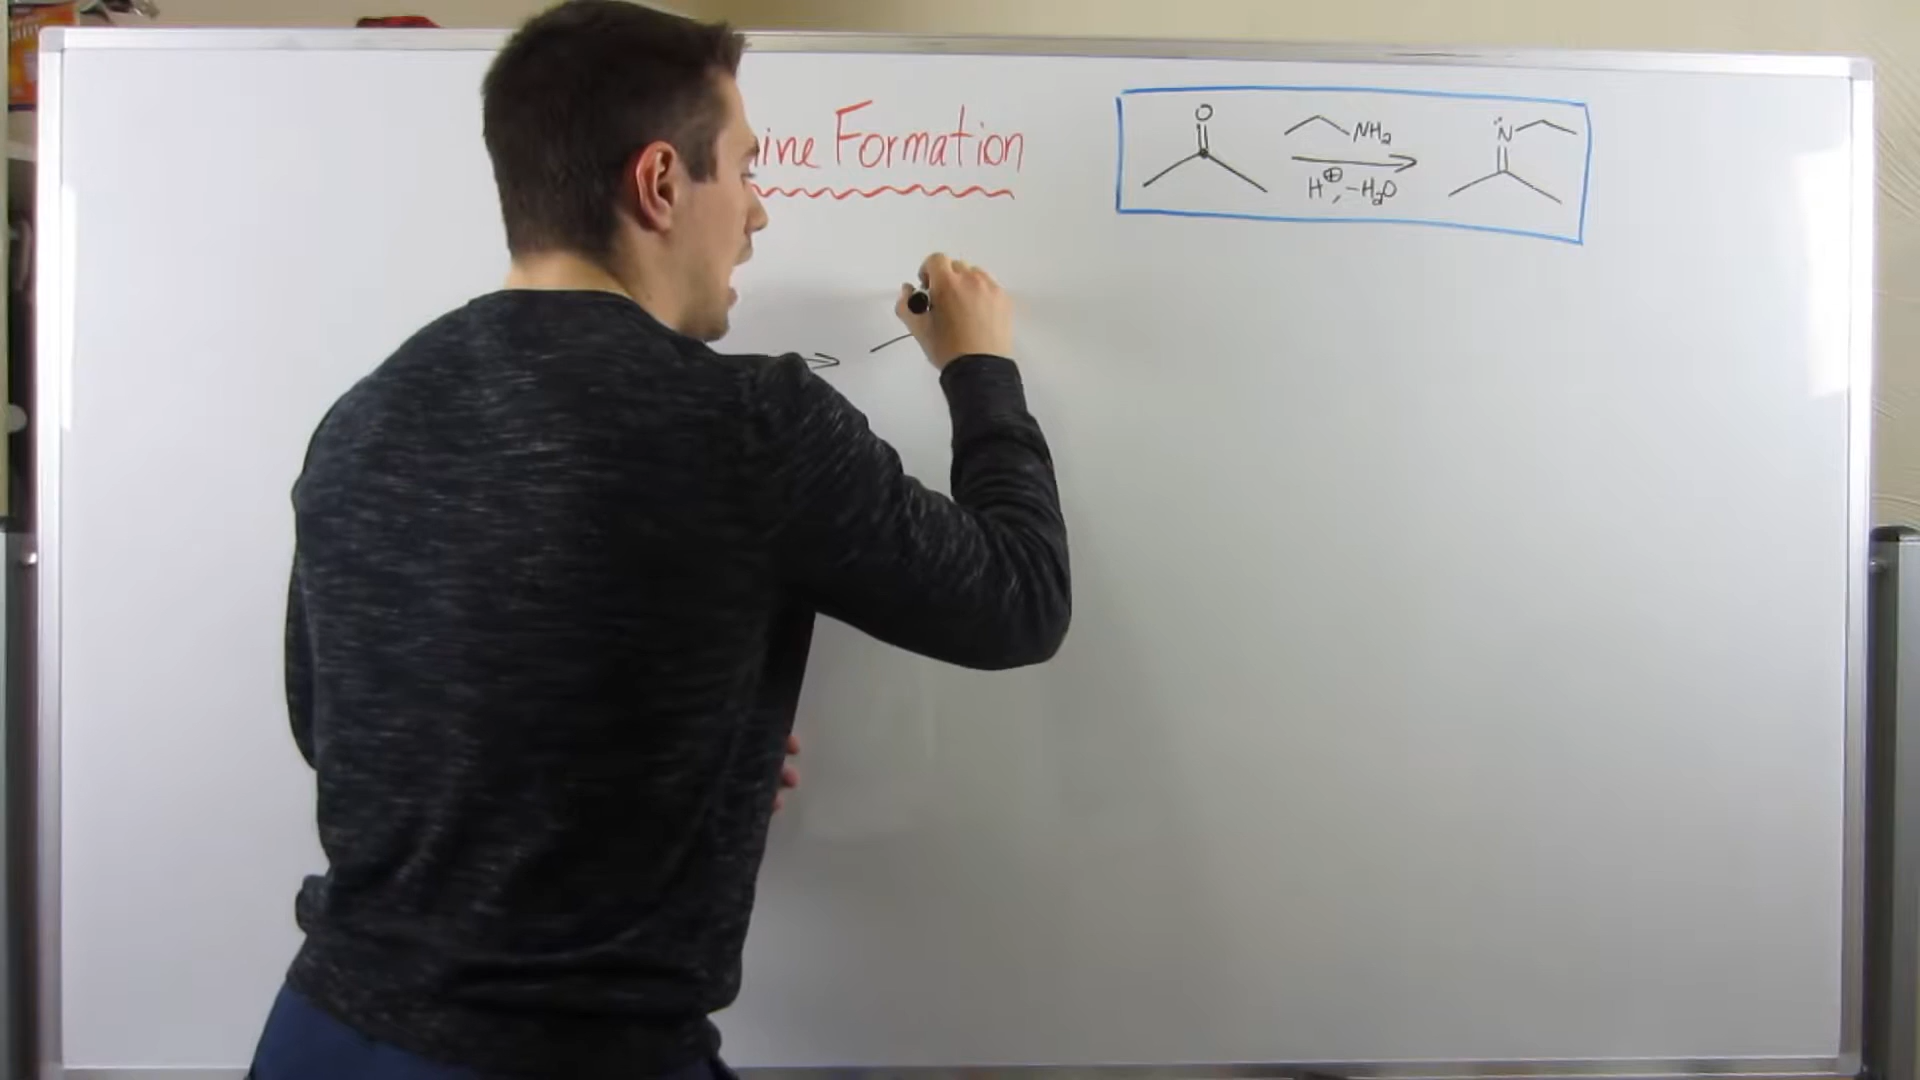 ine Formation
O
NH2
H⊕, -H2O
N